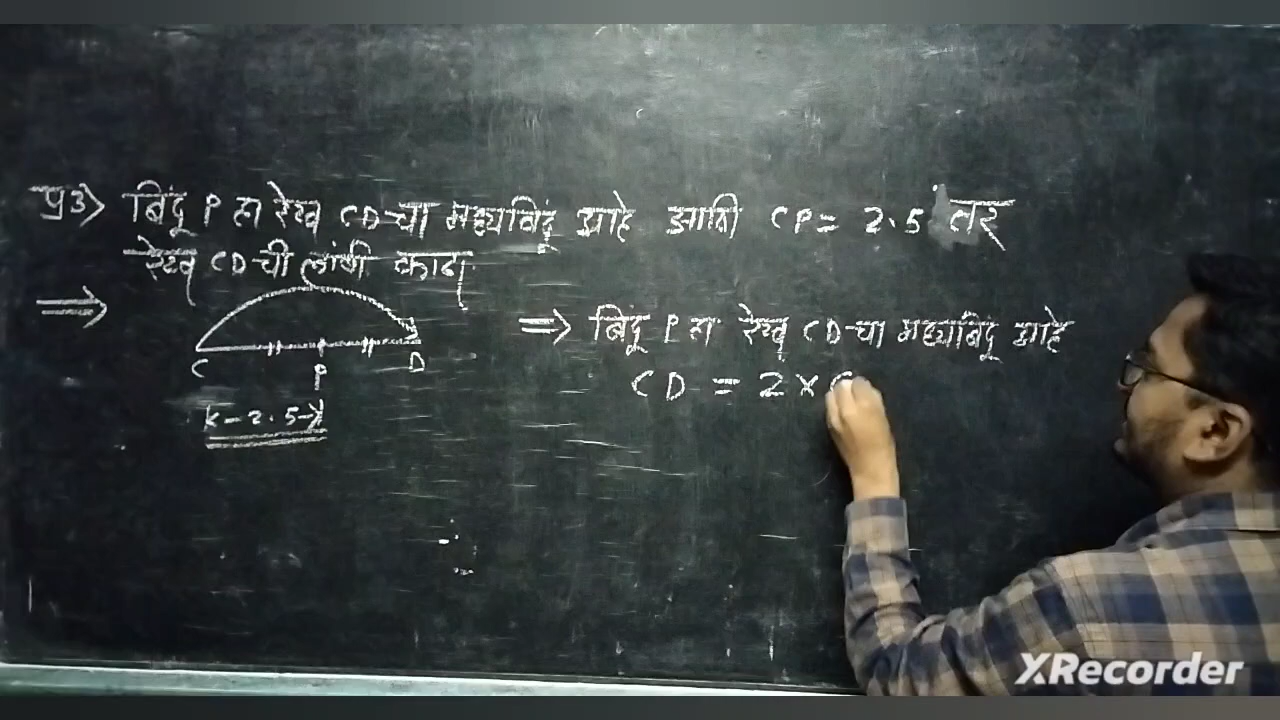 प्र3> बिंदू P हा रेख CD-चा मध्यबिंदू आहे आणी CP= 2.5 तर
रेख CD-ची लांबी काढा
⇒
C P D
k-2.5-x
⇒ बिंदू P हा रेख CD-चा मध्यबिंदू आहे
CD = 2×C
XRecorder